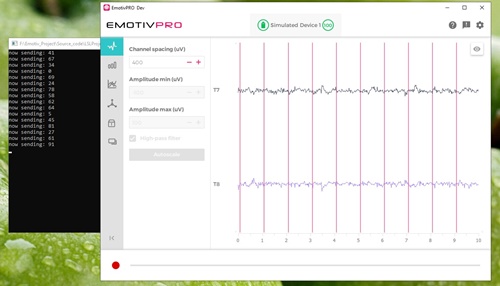 EmotivPRO Dev
EMOTIVPRO
Simulated Device 1 100
now sending: 41
now sending: 67
now sending: 34
now sending: 0
now sending: 69
now sending: 24
now sending: 78
now sending: 58
now sending: 62
now sending: 64
now sending: 5
now sending: 45
now sending: 81
now sending: 27
now sending: 61
now sending: 91
Channel spacing (uV)
400
Amplitude min (uV)
Amplitude max (uV)
High-pass filter
Autoscale
T7
T8
0 1 2 3 4 5 6 7 8 9 10